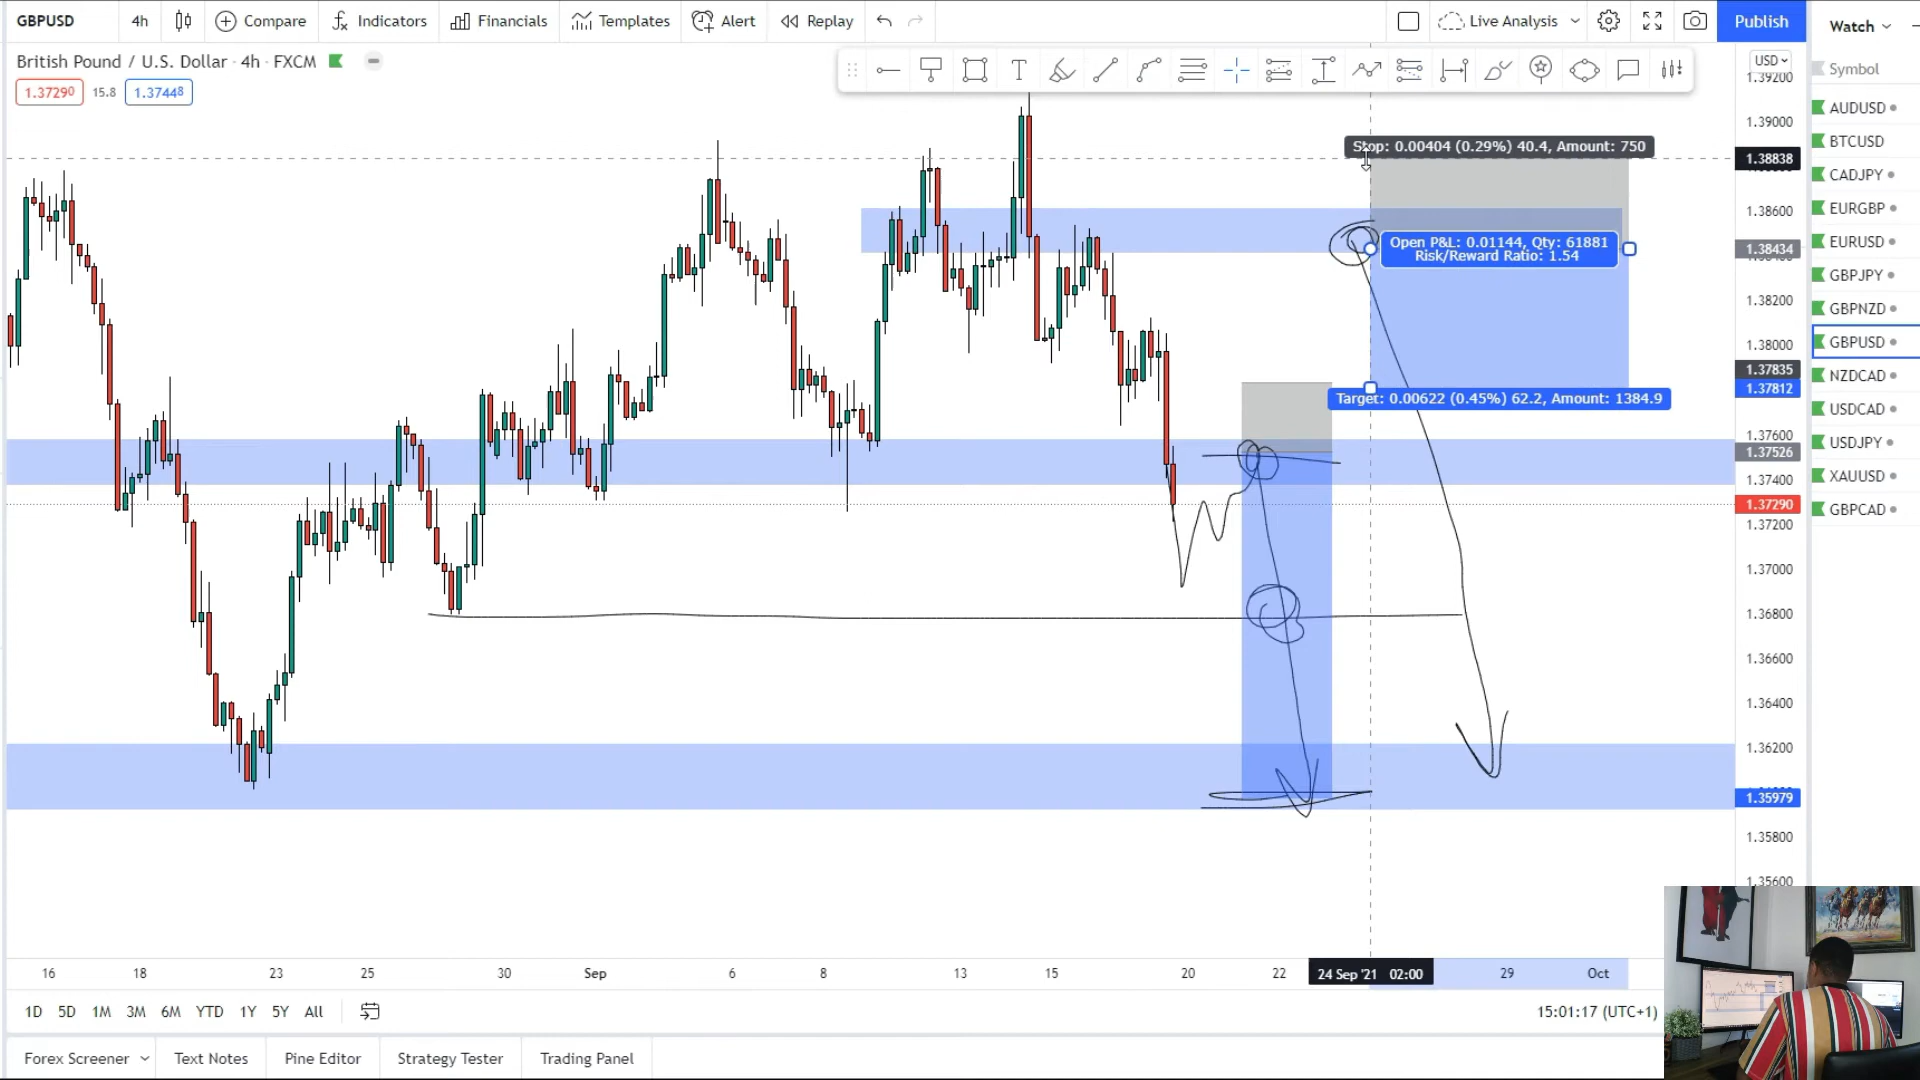 GBPUSD 4h Compare Indicators Financials Templates Alert Replay Live Analysis Publish Watch
British Pound / U.S. Dollar · 4h · FXCM
1.37290 15.8 1.37448
USD
1.39200
1.39000
1.38838
1.38600
1.38434
1.38200
1.38000
1.37835
1.37812
1.37600
1.37526
1.37400
1.37290
1.37200
1.37000
1.36800
1.36600
1.36400
1.36200
1.35979
1.35800
1.35600
Stop: 0.00404 (0.29%) 40.4, Amount: 750
Open P&L: 0.01144, Qty: 61881
Risk/Reward Ratio: 1.54
Target: 0.00622 (0.45%) 62.2, Amount: 1384.9
Symbol
AUDUSD
BTCUSD
CADJPY
EURGBP
EURUSD
GBPJPY
GBPNZD
GBPUSD
NZDCAD
USDCAD
USDJPY
XAUUSD
GBPCAD
16 18 23 25 30 Sep 6 8 13 15 20 22 24 Sep '21 02:00 29 Oct
1D 5D 1M 3M 6M YTD 1Y 5Y All 15:01:17 (UTC+1)
Forex Screener Text Notes Pine Editor Strategy Tester Trading Panel